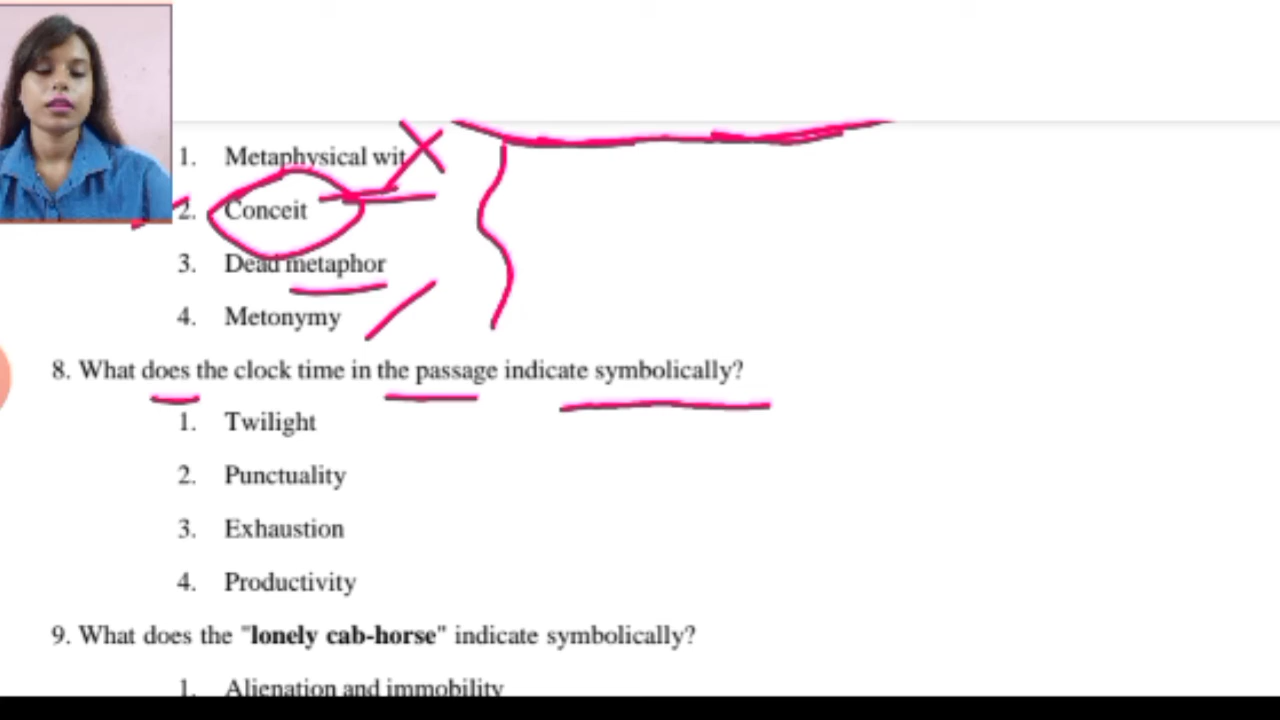 1. Metaphysical wit
2. Conceit
3. Dead metaphor
4. Metonymy
8. What does the clock time in the passage indicate symbolically?
1. Twilight
2. Punctuality
3. Exhaustion
4. Productivity
9. What does the "lonely cab-horse" indicate symbolically?
1. Alienation and immobility